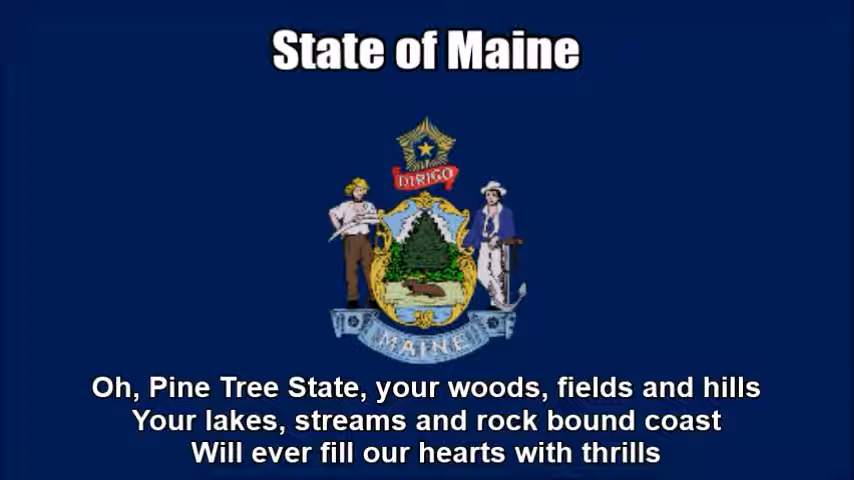 State of Maine
DIRIGO
MAINE
Oh, Pine Tree State, your woods, fields and hills
Your lakes, streams and rock bound coast
Will ever fill our hearts with thrills